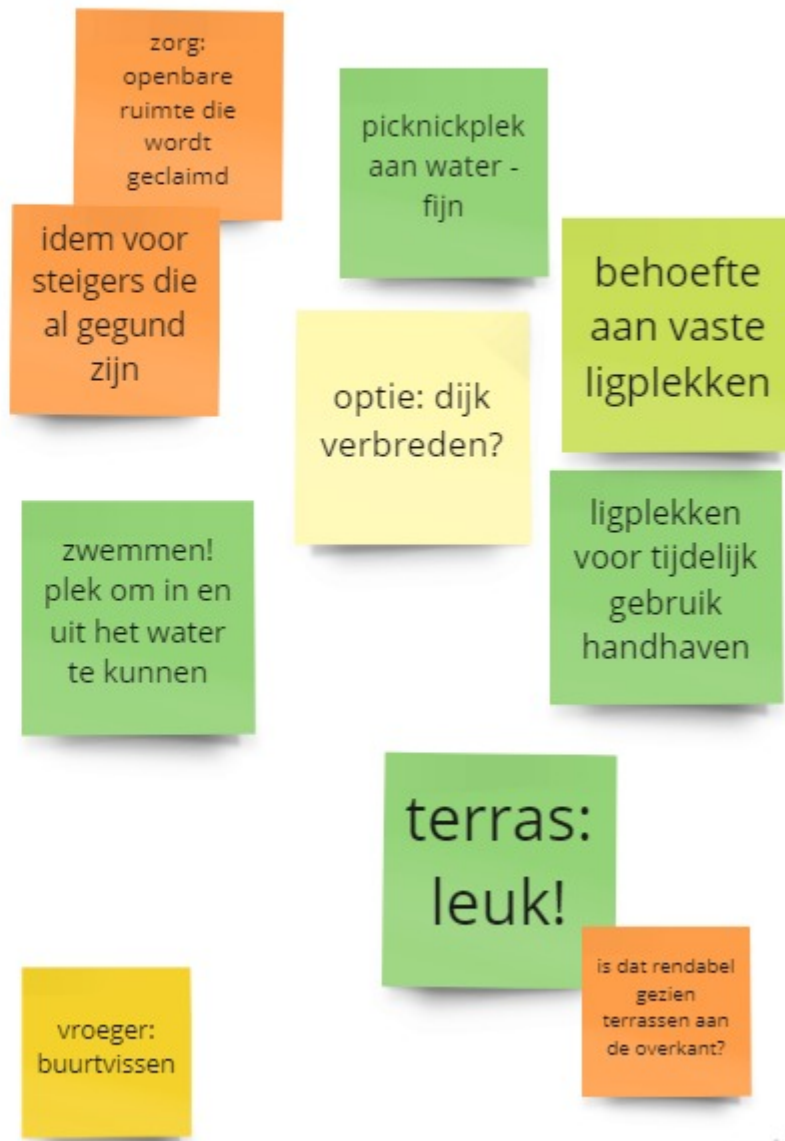 zorg:
openbare
ruimte die
wordt
geclaimd
idem voor
steigers die
al gegund
zijn
picknickplek
aan water -
fijn
optie: dijk
verbreden?
behoefte
aan vaste
ligplekken
ligplekken
voor tijdelijk
gebruik
handhaven
zwemmen!
plek om in en
uit het water
te kunnen
terras:
leuk!
is dat rendabel
gezien
terrassen aan
de overkant?
vroeger:
buurtvissen